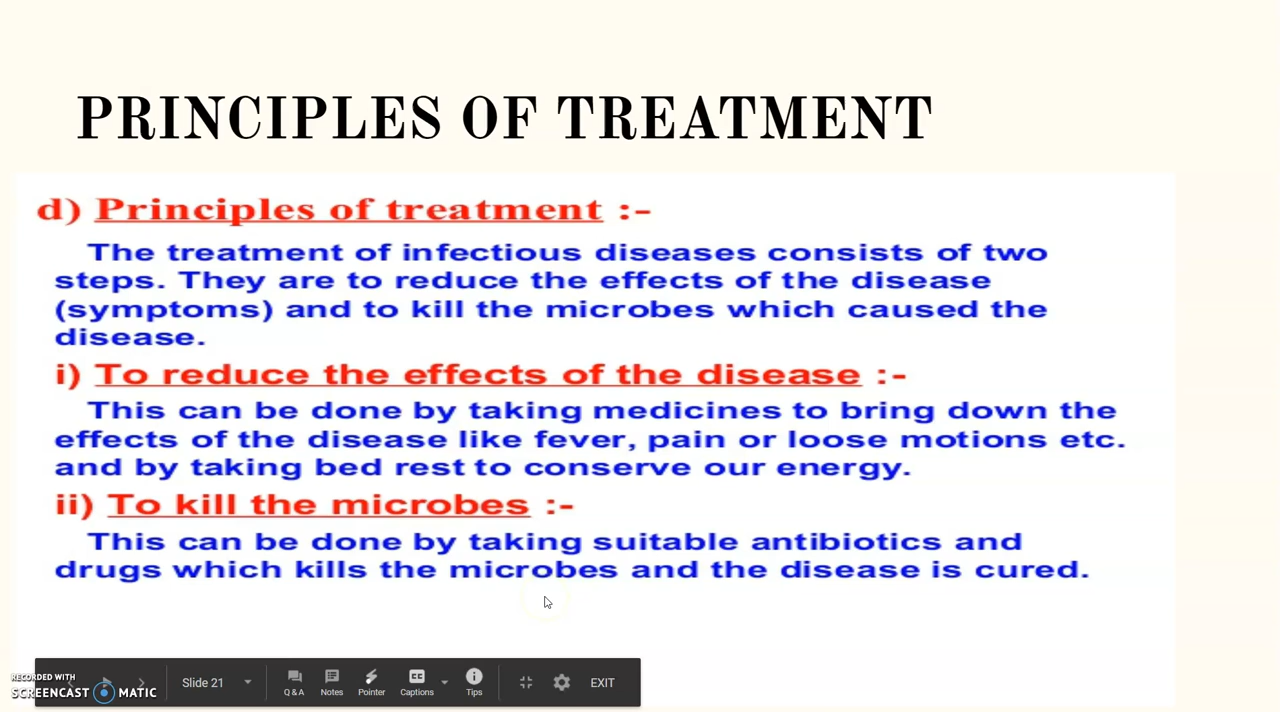 PRINCIPLES OF TREATMENT
d) Principles of treatment :-
The treatment of infectious diseases consists of two
steps. They are to reduce the effects of the disease
(symptoms) and to kill the microbes which caused the
disease.
i) To reduce the effects of the disease :-
This can be done by taking medicines to bring down the
effects of the disease like fever, pain or loose motions etc.
and by taking bed rest to conserve our energy.
ii) To kill the microbes :-
This can be done by taking suitable antibiotics and
drugs which kills the microbes and the disease is cured.
RECORDED WITH
SCREENCAST MATIC
Slide 21
Q & A
Notes
Pointer
CC
Captions
Tips
EXIT